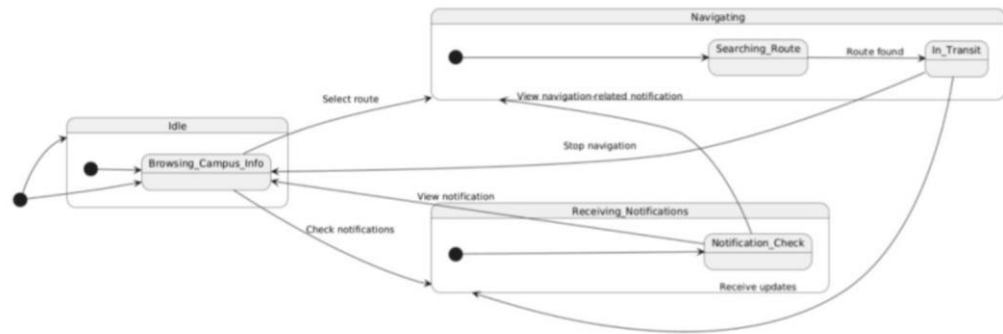 Navigating
Searching_Route
Route found
In_Transit
View navigation-related notification
Select route
Idle
Browsing_Campus_Info
Stop navigation
View notification
Receiving_Notifications
Check notifications
Notification_Check
Receive updates